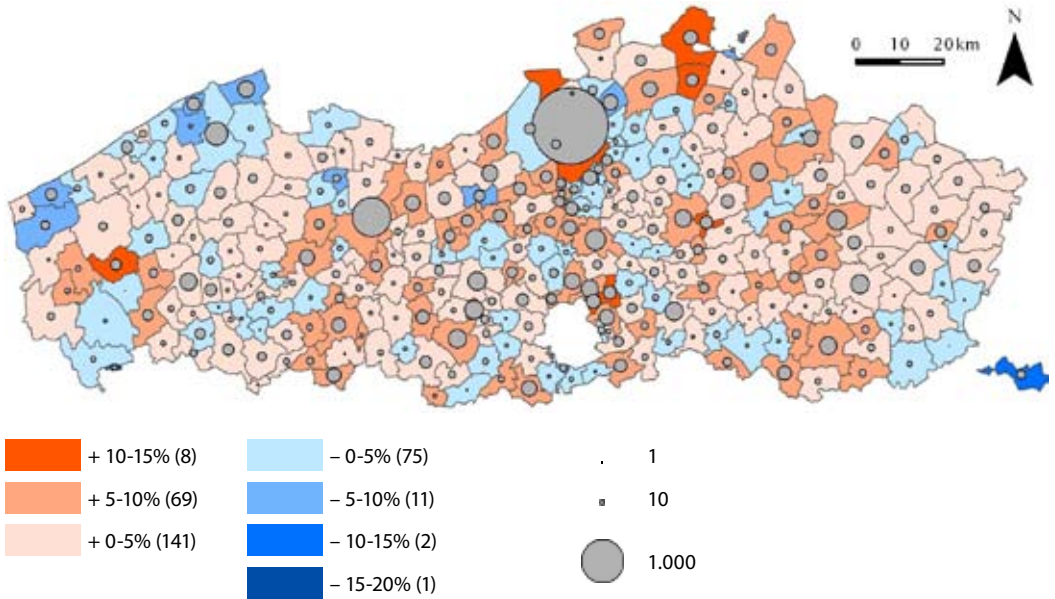 N
0 10 20 km
+ 10-15% (8)
+ 5-10% (69)
+ 0-5% (141)
– 0-5% (75)
– 5-10% (11)
– 10-15% (2)
– 15-20% (1)
1
10
1.000